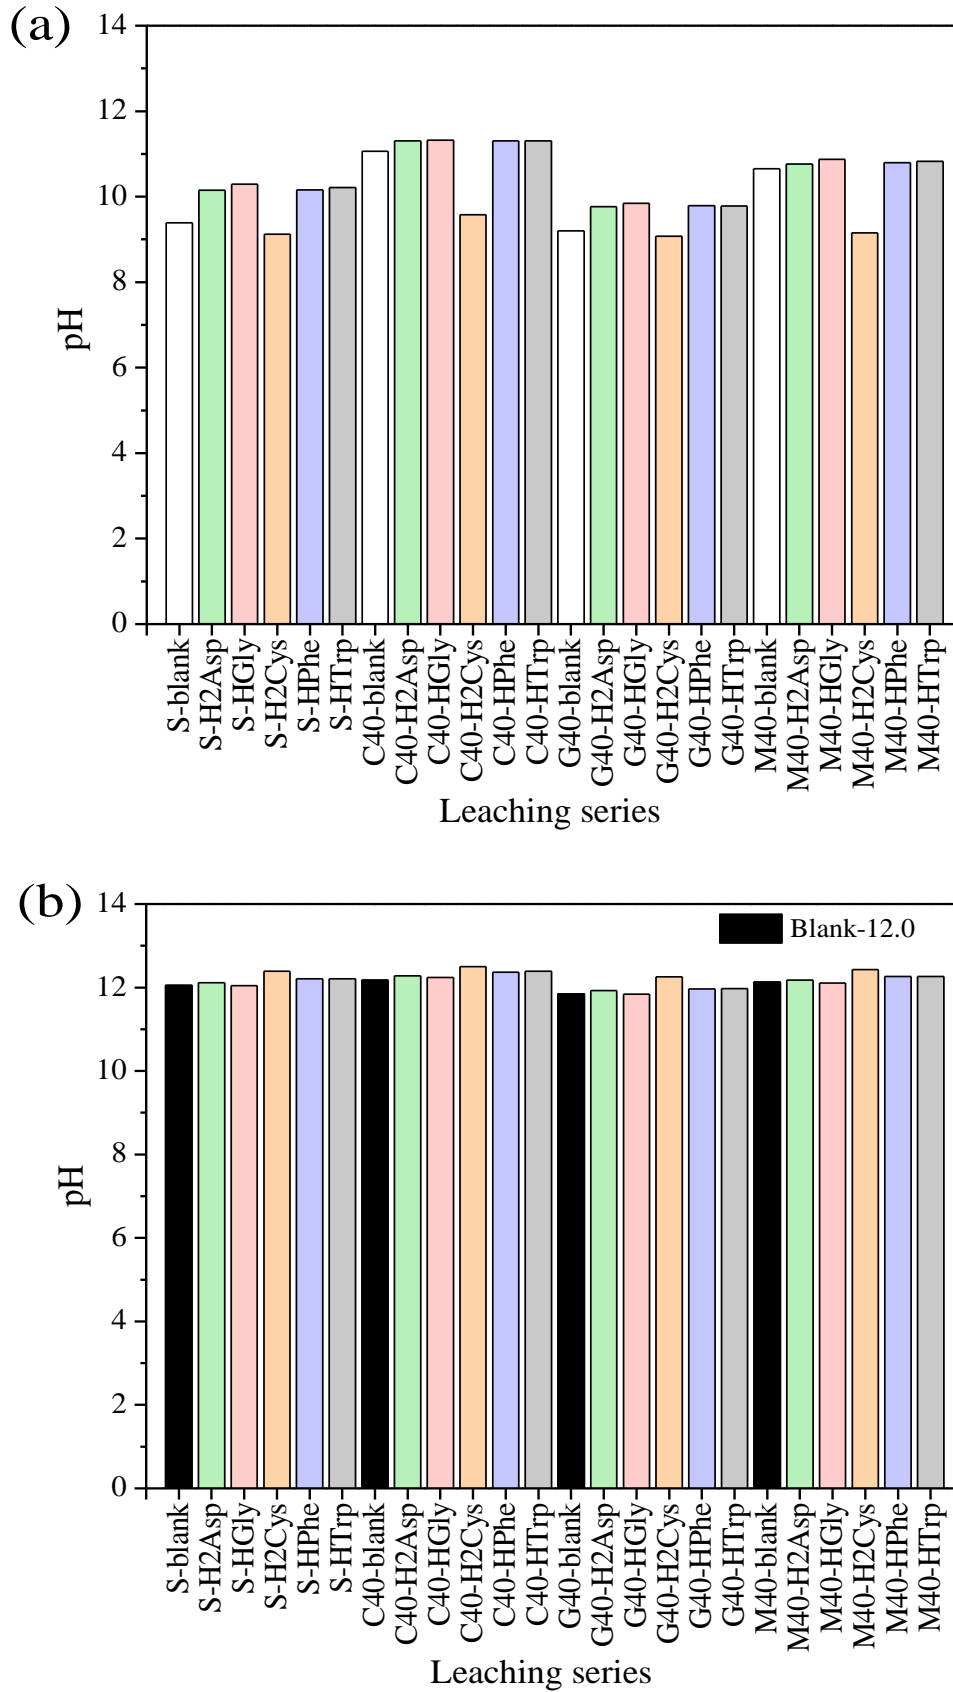 (a)
14
12
10
8
6
4
2
0
pH
S-blank
S-H2Asp
S-HGly
S-H2Cys
S-HPhe
S-HTrp
C40-blank
C40-H2Asp
C40-HGly
C40-H2Cys
C40-HPhe
C40-HTrp
G40-blank
G40-H2Asp
G40-HGly
G40-H2Cys
G40-HPhe
G40-HTrp
M40-blank
M40-H2Asp
M40-HGly
M40-H2Cys
M40-HPhe
M40-HTrp
Leaching series
(b)
14
12
10
8
6
4
2
0
pH
Blank-12.0
S-blank
S-H2Asp
S-HGly
S-H2Cys
S-HPhe
S-HTrp
C40-blank
C40-H2Asp
C40-HGly
C40-H2Cys
C40-HPhe
C40-HTrp
G40-blank
G40-H2Asp
G40-HGly
G40-H2Cys
G40-HPhe
G40-HTrp
M40-blank
M40-H2Asp
M40-HGly
M40-H2Cys
M40-HPhe
M40-HTrp
Leaching series